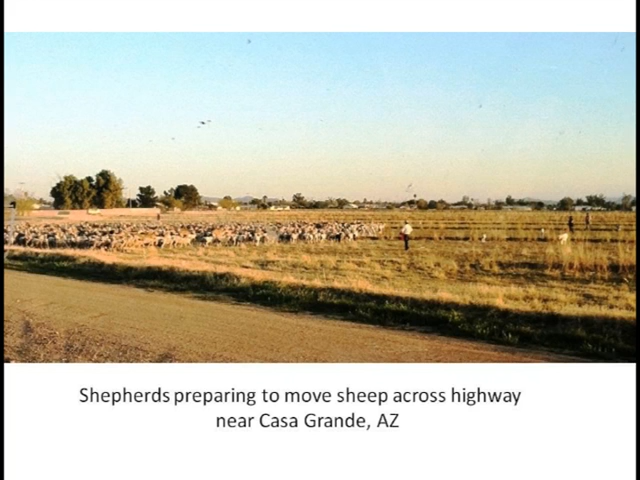 Shepherds preparing to move sheep across highway
near Casa Grande, AZ